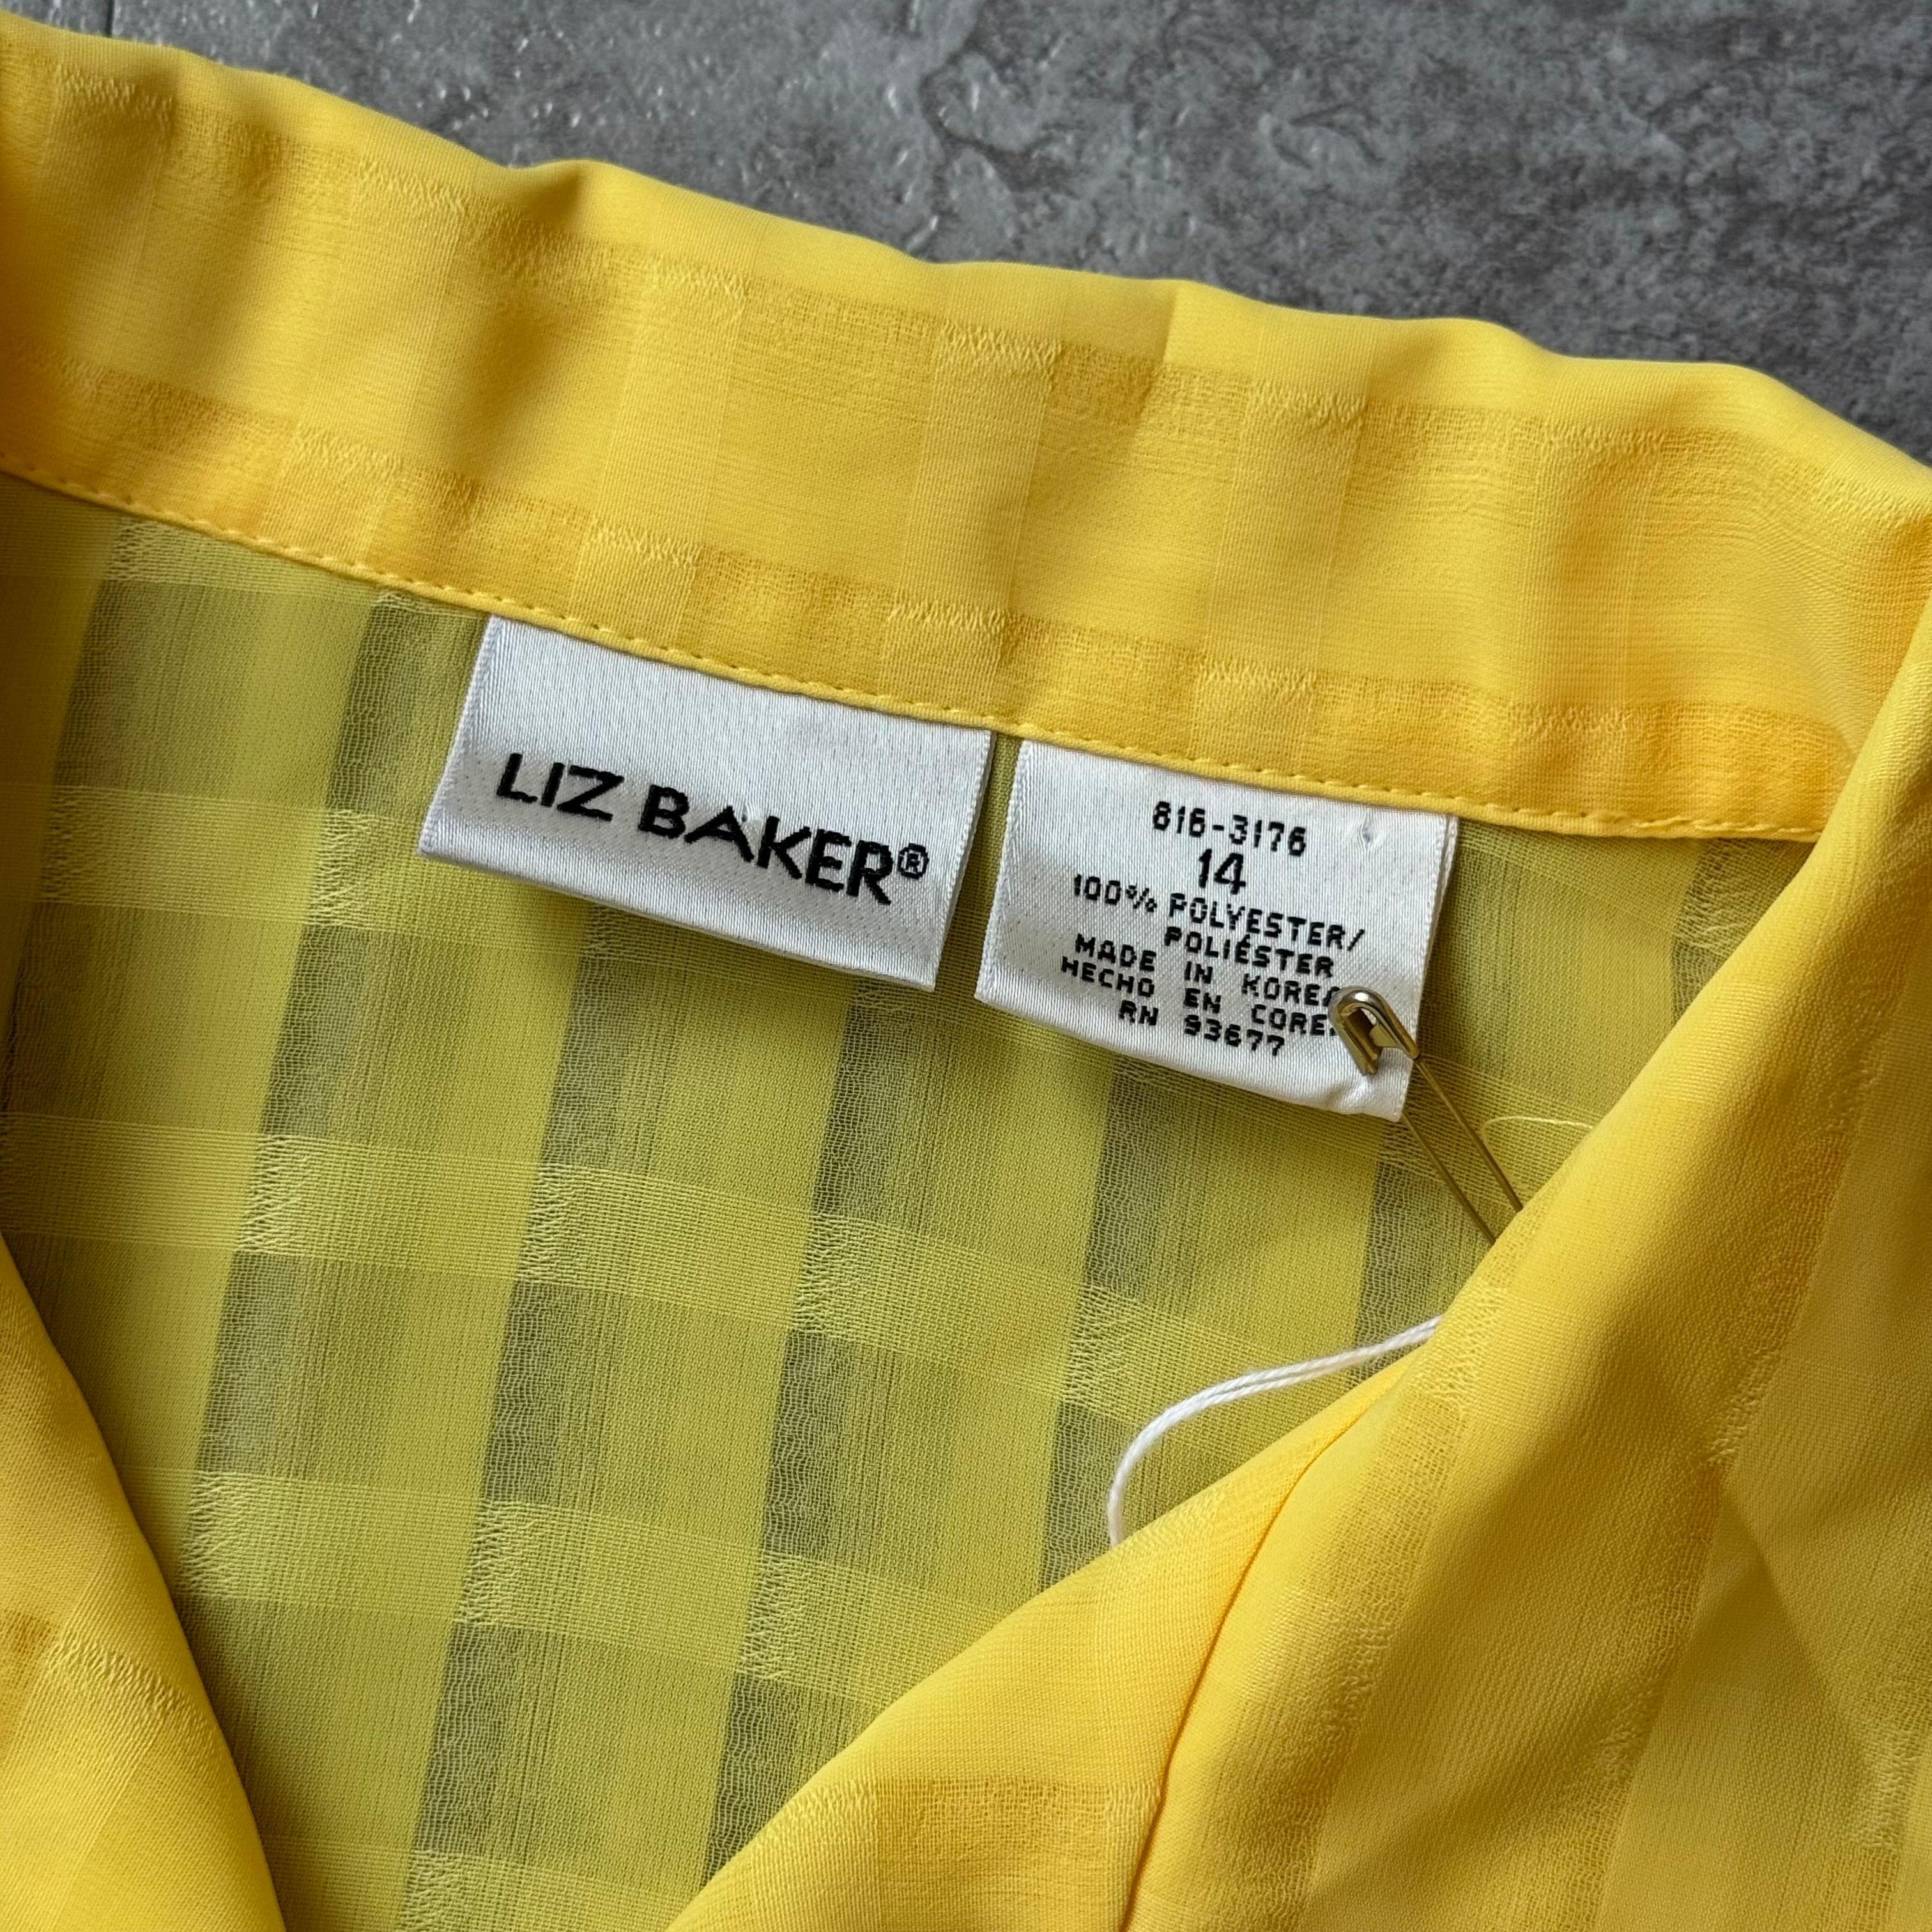 LIZ BAKER®
816-3176
14
100% POLYESTER/
POLIÉSTER
MADE IN KOREA
HECHO EN COREA
RN 93677